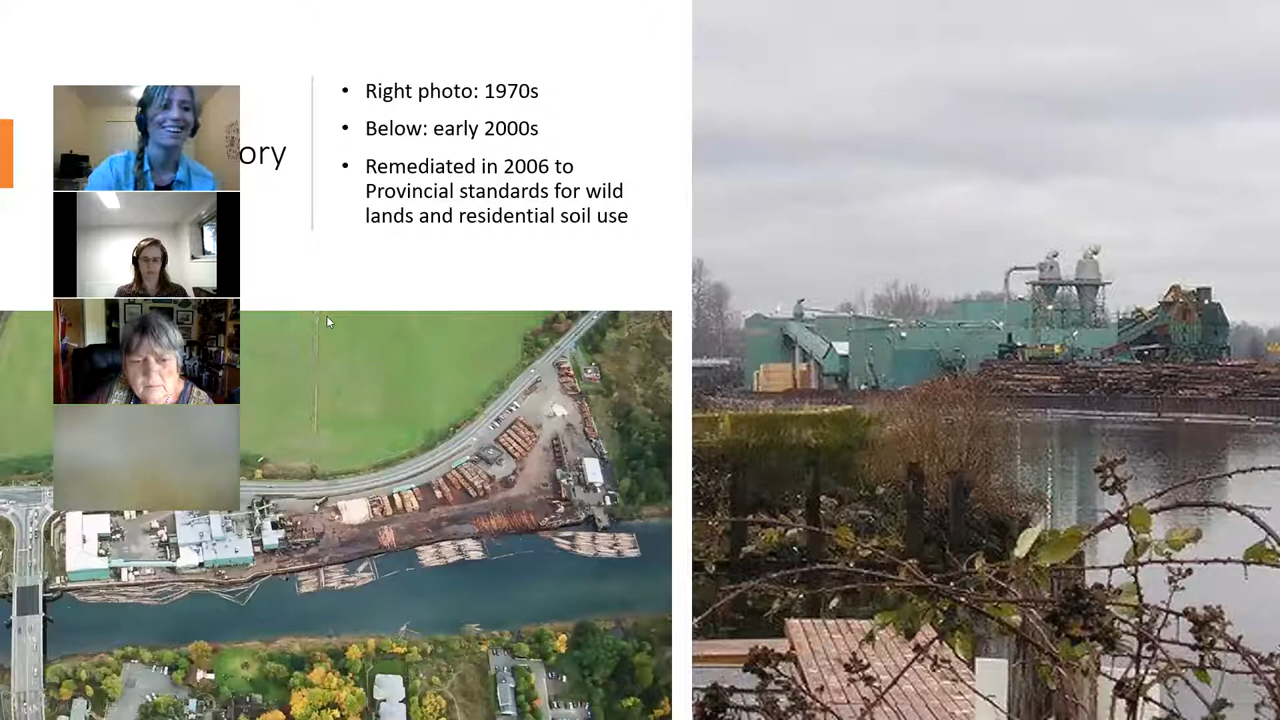 ory
• Right photo: 1970s
• Below: early 2000s
• Remediated in 2006 to
Provincial standards for wild
lands and residential soil use